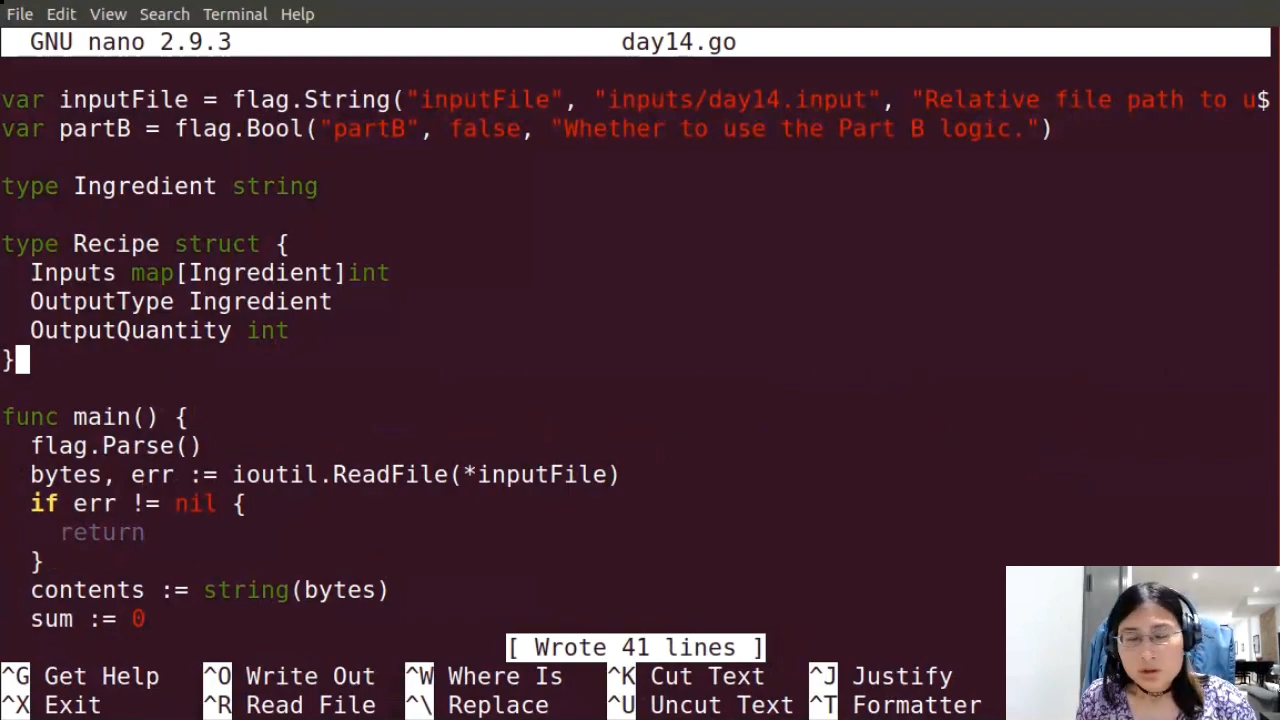 File Edit View Search Terminal Help
GNU nano 2.9.3 day14.go
var inputFile = flag.String("inputFile", "inputs/day14.input", "Relative file path to u$
var partB = flag.Bool("partB", false, "Whether to use the Part B logic.")
type Ingredient string
type Recipe struct {
Inputs map[Ingredient]int
OutputType Ingredient
OutputQuantity int
}
func main() {
flag.Parse()
bytes, err := ioutil.ReadFile(*inputFile)
if err != nil {
return
}
contents := string(bytes)
sum := 0
[ Wrote 41 lines ]
^G Get Help ^O Write Out ^W Where Is ^K Cut Text ^J Justify
^X Exit ^R Read File ^\ Replace ^U Uncut Text ^T Formatter